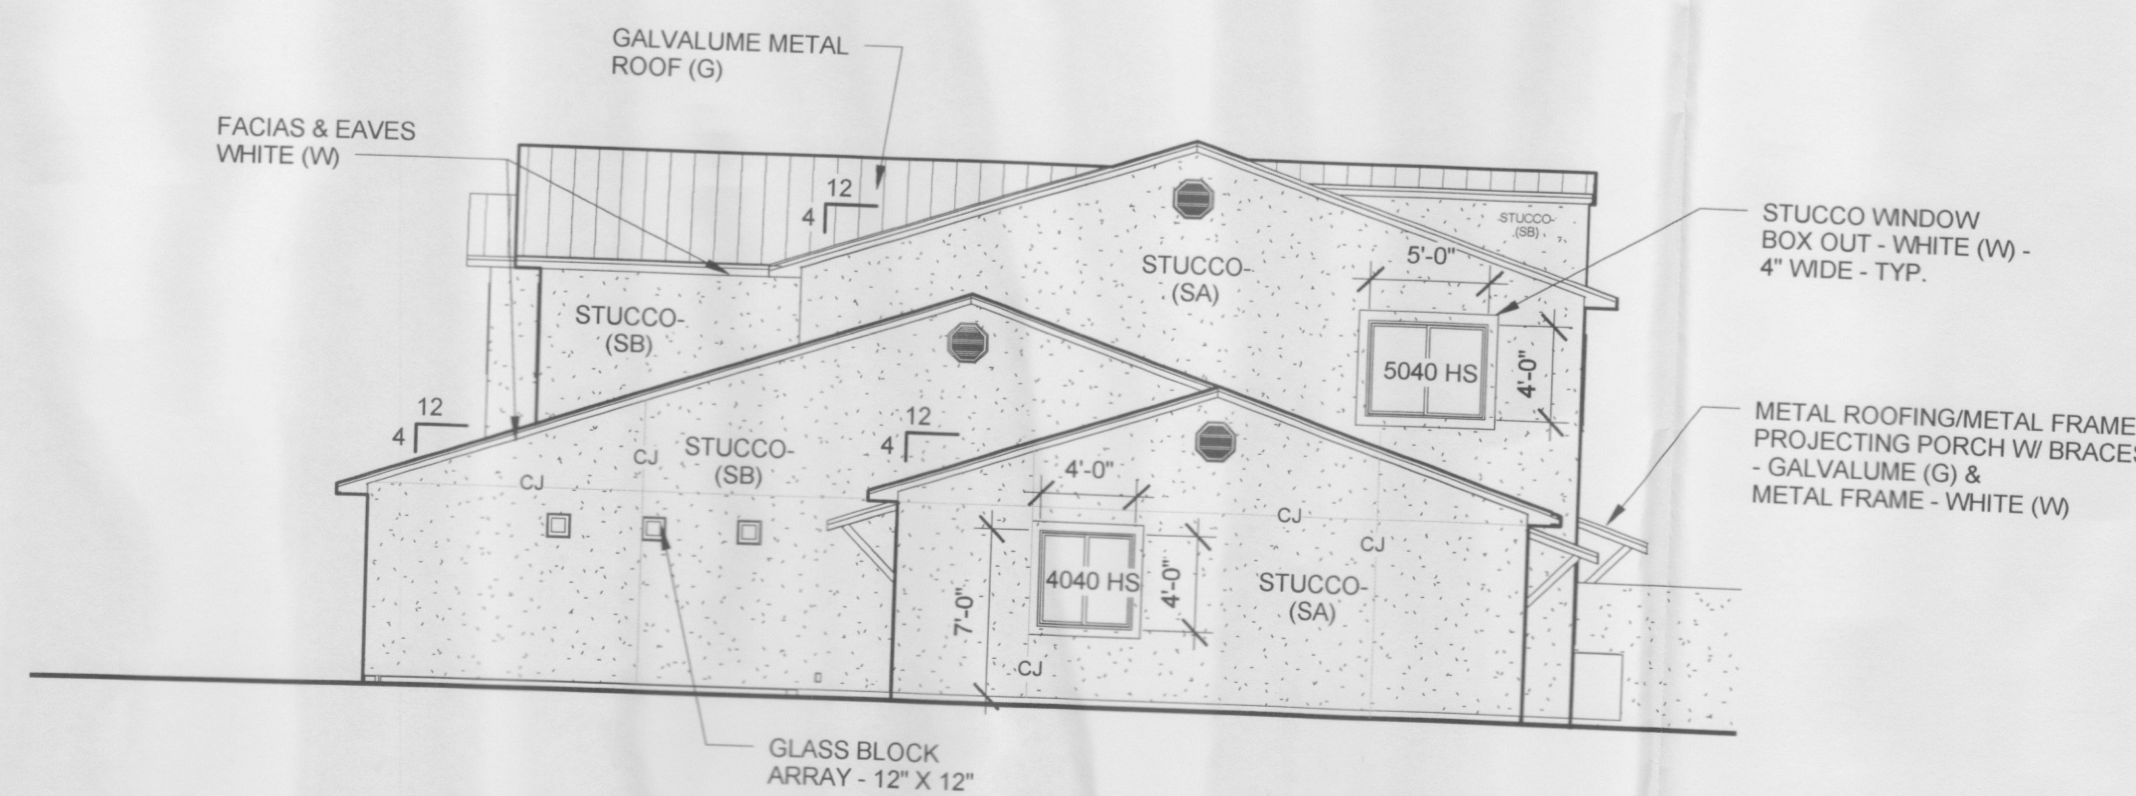 GALVALUME METAL
ROOF (G)
FACIAS & EAVES
WHITE (W)
12
4
STUCCO-
(SB)
STUCCO WINDOW
BOX OUT - WHITE (W) -
4" WIDE - TYP.
STUCCO-
(SA)
5'-0"
STUCCO-
(SB)
5040 HS
4'-0"
12
4
12
4
METAL ROOFING/METAL FRAME
PROJECTING PORCH W/ BRACES
- GALVALUME (G) &
METAL FRAME - WHITE (W)
CJ
CJ
STUCCO-
(SB)
4'-0"
CJ
CJ
4040 HS
4'-0"
7'-0"
STUCCO-
(SA)
CJ
GLASS BLOCK
ARRAY - 12" X 12"